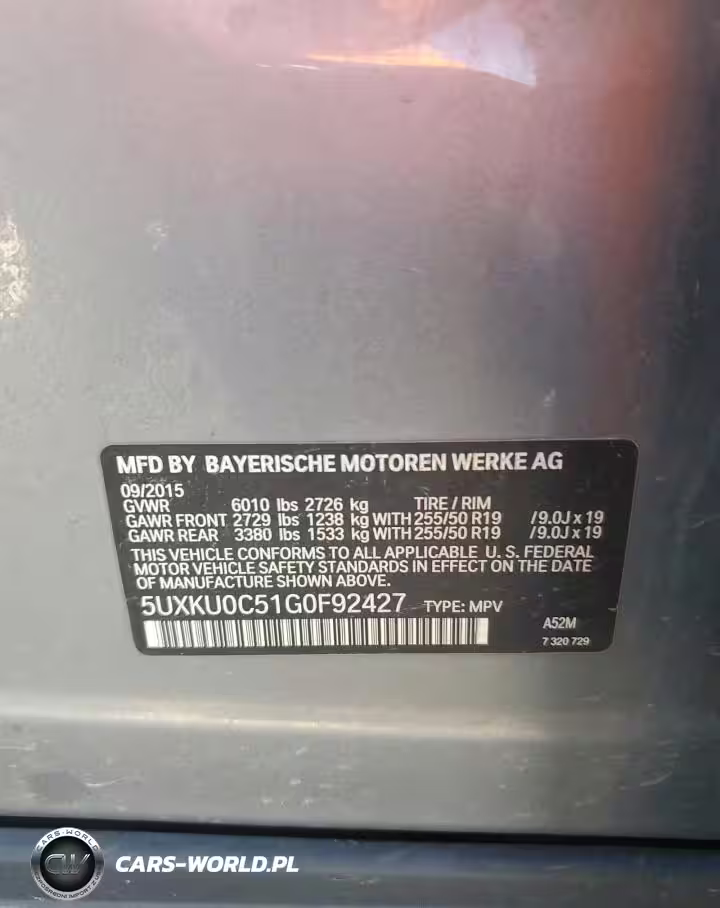 MFD BY BAYERISCHE MOTOREN WERKE AG
09/2015
GVWR 6010 lbs 2726 kg TIRE / RIM
GAWR FRONT 2729 lbs 1238 kg WITH 255/50 R19 /9.0J x 19
GAWR REAR 3380 lbs 1533 kg WITH 255/50 R19 /9.0J x 19
THIS VEHICLE CONFORMS TO ALL APPLICABLE U. S. FEDERAL
MOTOR VEHICLE SAFETY STANDARDS IN EFFECT ON THE DATE
OF MANUFACTURE SHOWN ABOVE.
5UXKU0C51G0F92427 TYPE: MPV
A52M
7 320 729
CARS-WORLD
CW
CARS-WORLD.PL